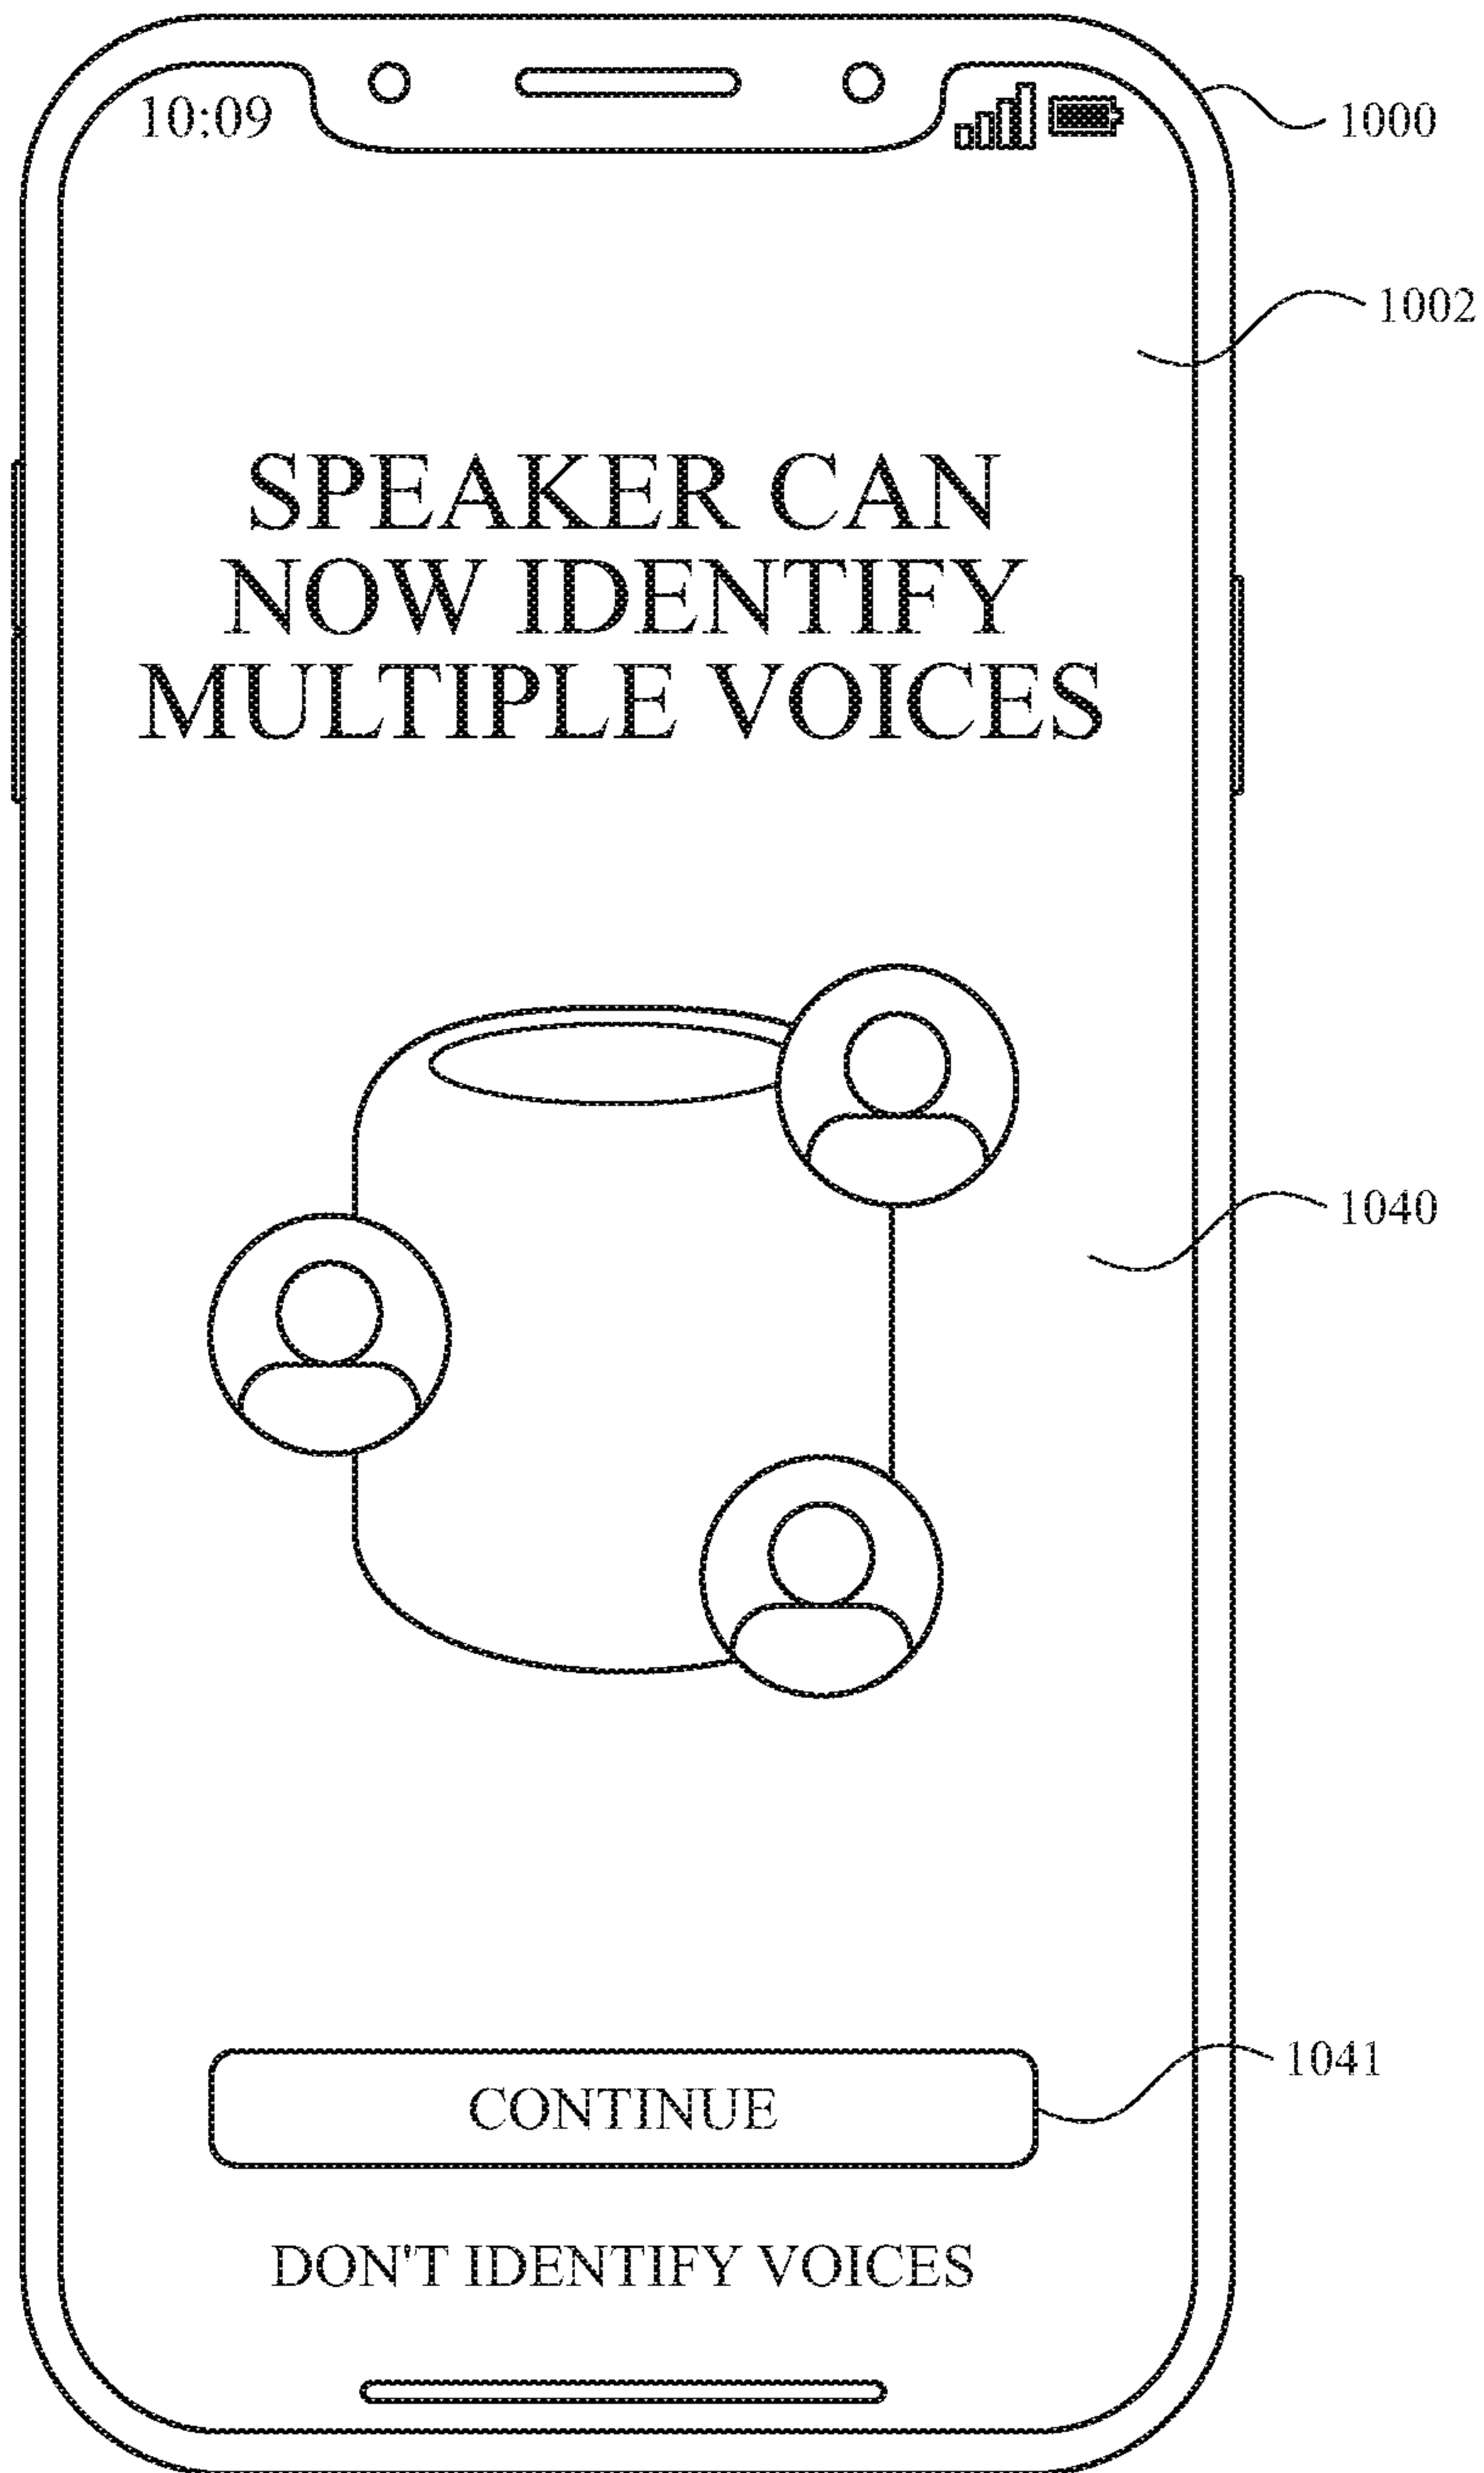 10:09
1000
1002
SPEAKER CAN
NOW IDENTIFY
MULTIPLE VOICES
1040
1041
CONTINUE
DON'T IDENTIFY VOICES